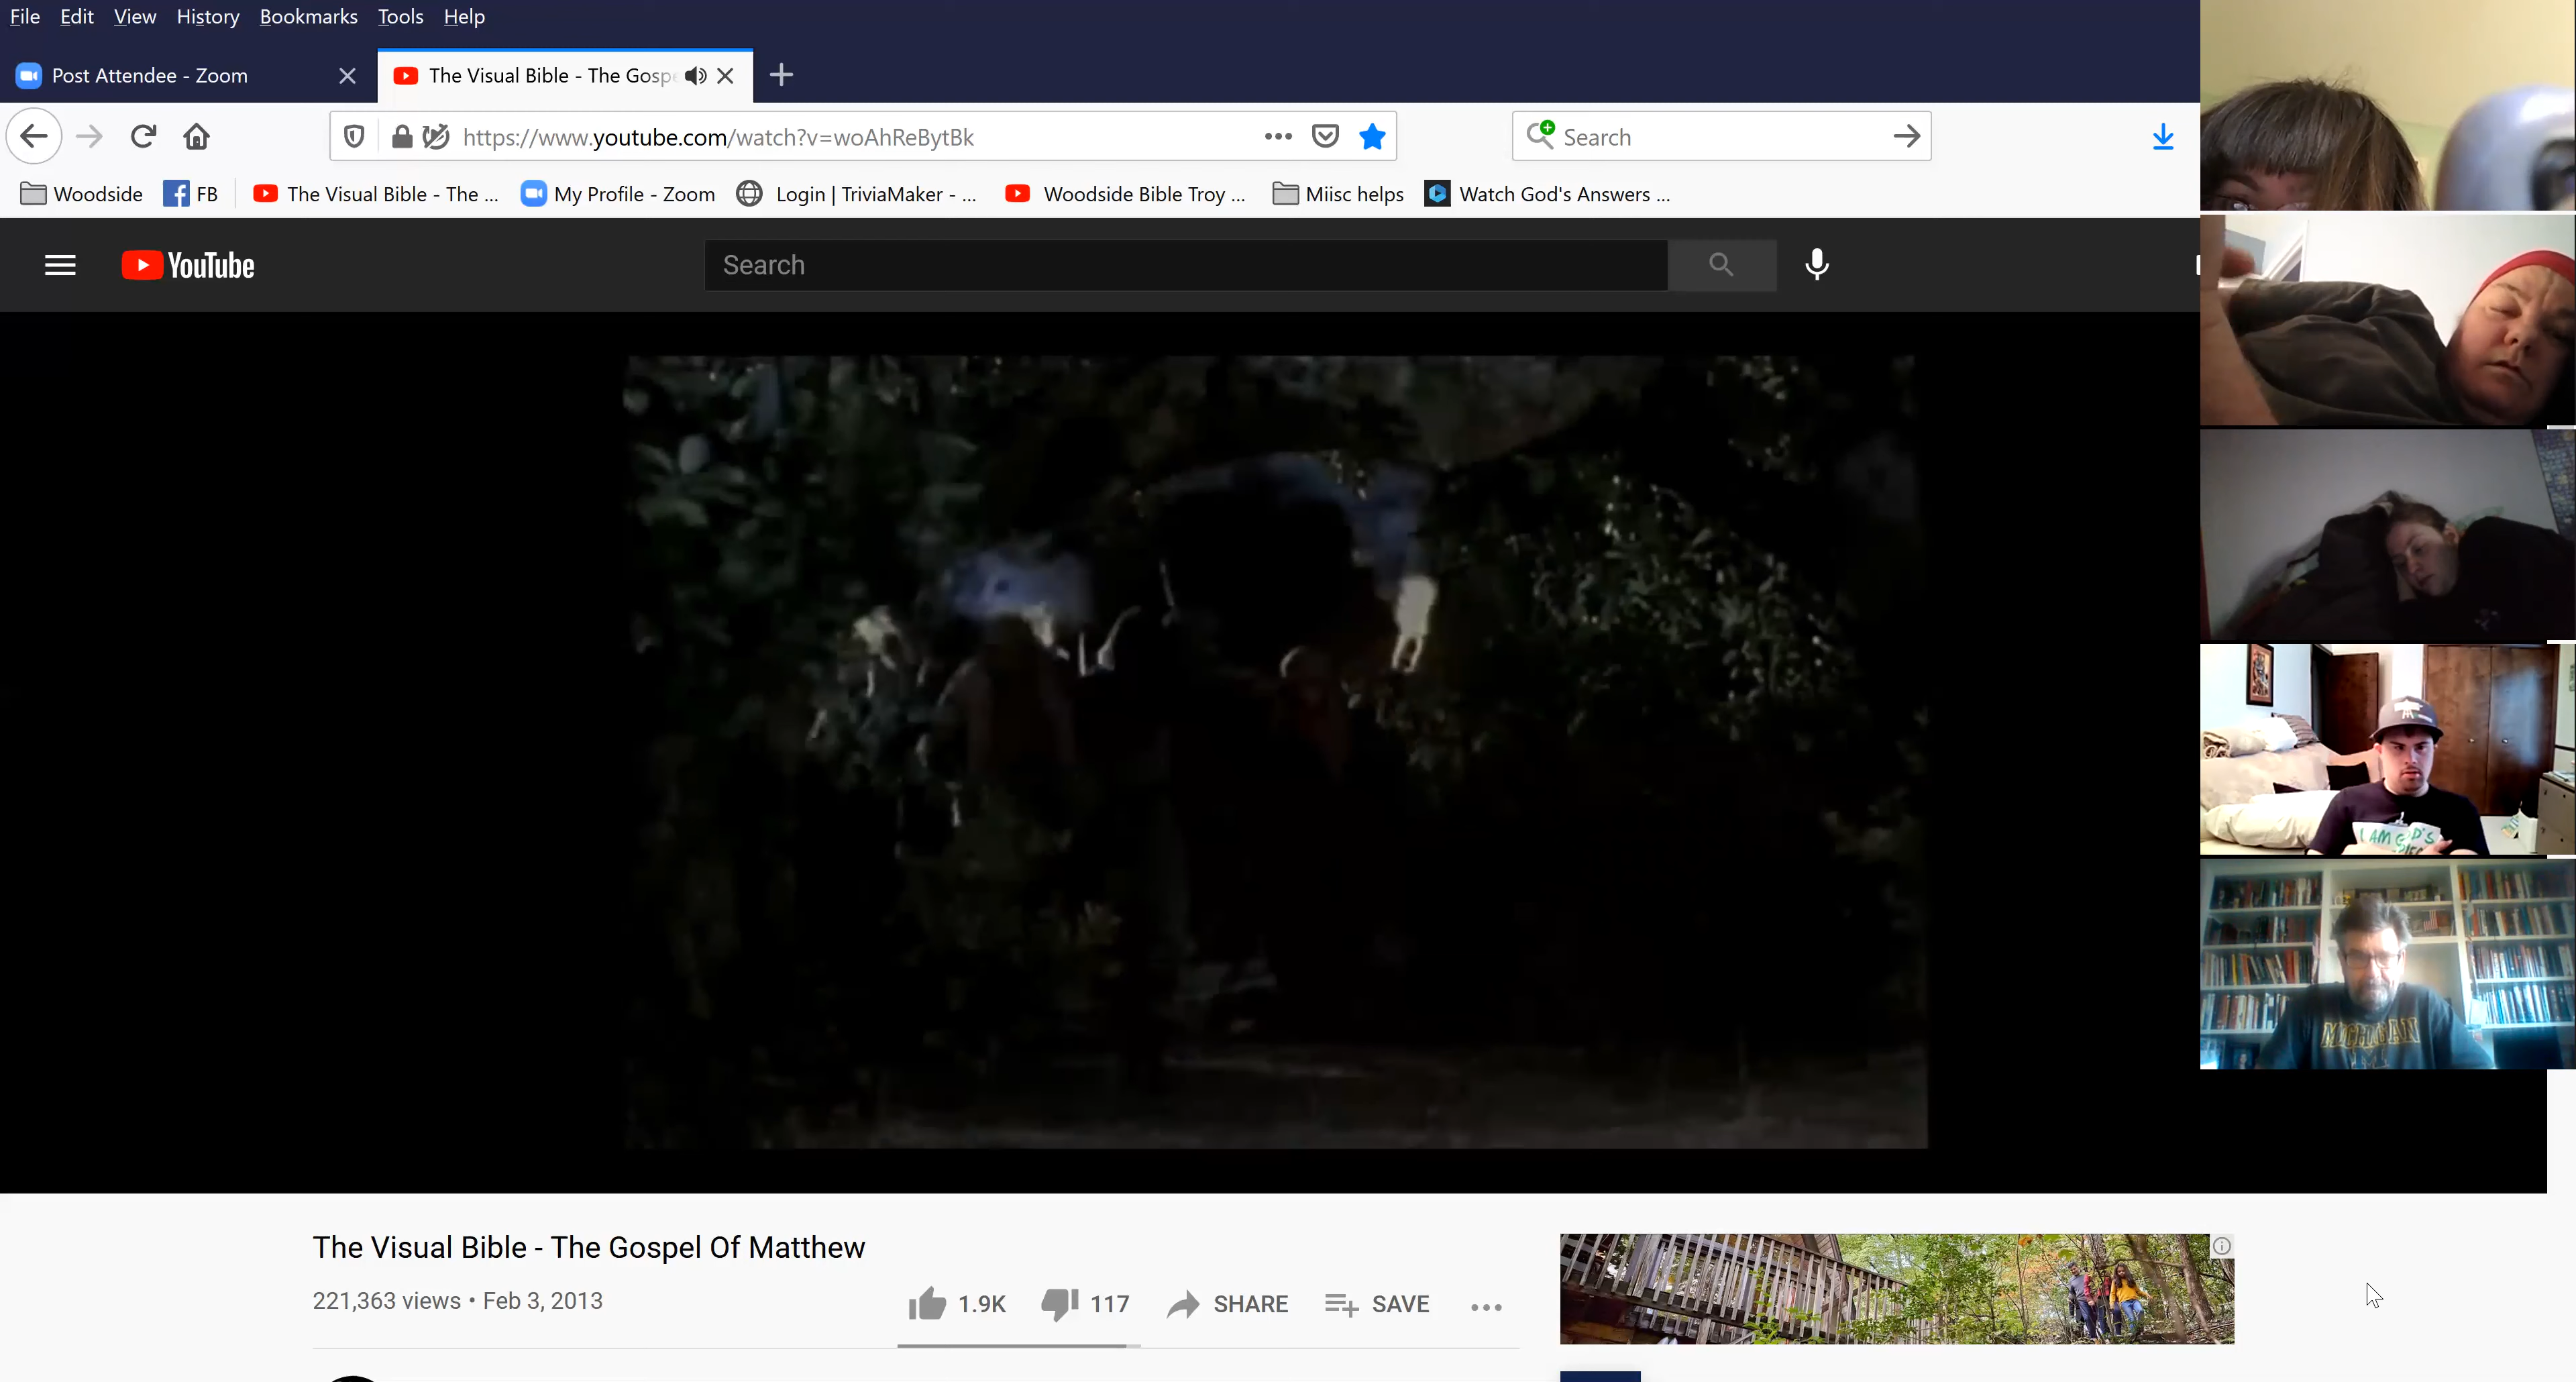 File Edit View History Bookmarks Tools Help
Post Attendee - Zoom
The Visual Bible - The Gosp
https://www.youtube.com/watch?v=woAhReBytBk
Search
Woodside
FB
The Visual Bible - The ...
My Profile - Zoom
Login | TriviaMaker - ...
Woodside Bible Troy ...
Miisc helps
Watch God's Answers ...
YouTube
Search
I AM GOD'S
MICHIGAN
The Visual Bible - The Gospel Of Matthew
221,363 views • Feb 3, 2013
1.9K
117
SHARE
SAVE